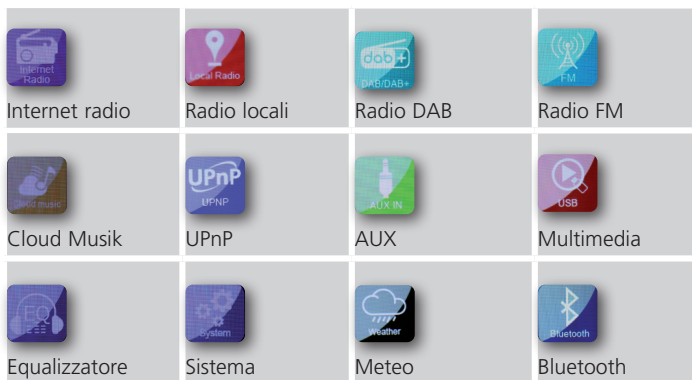 Internet
Radio
Internet radio
Local Radio
Radio locali
dab+
DAB/DAB+
Radio DAB
FM
Radio FM
Cloud music
Cloud Musik
UPnP
UPNP
UPnP
AUX IN
AUX
USB
Multimedia
EQ
Equalizzatore
System
Sistema
Weather
Meteo
Bluetooth
Bluetooth